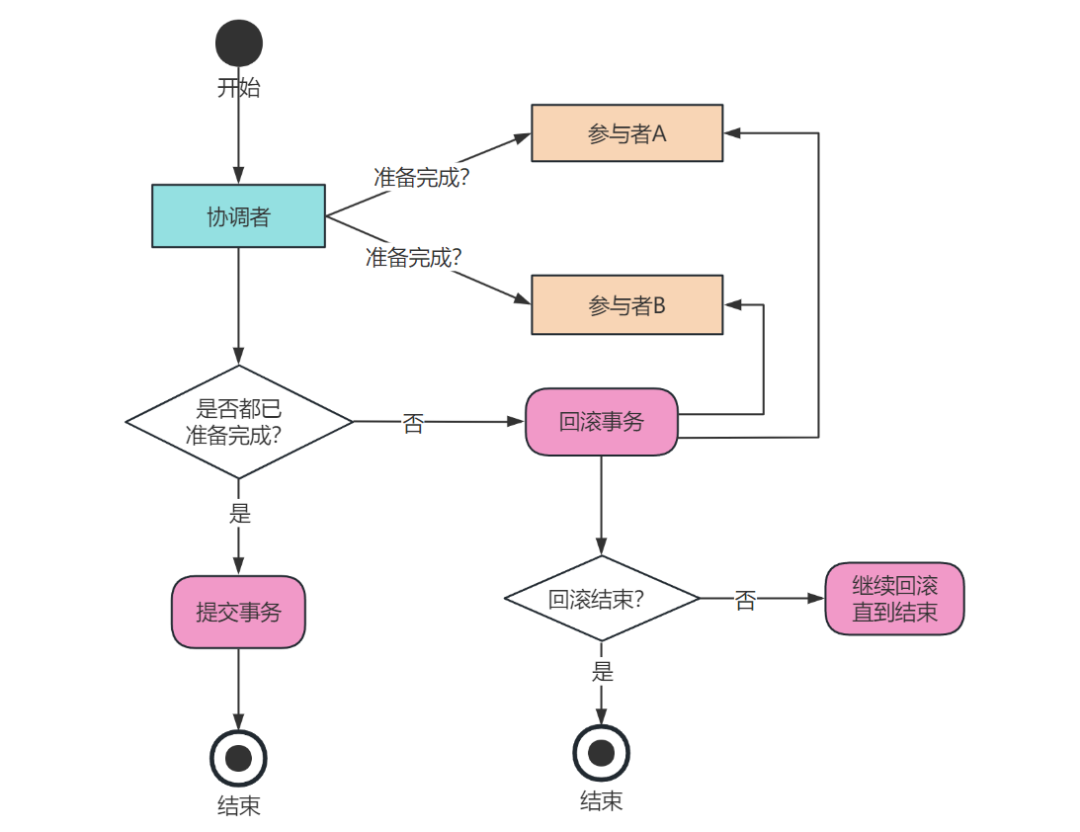 开始
参与者A
准备完成?
协调者
准备完成?
参与者B
是否都已
准备完成?
否
回滚事务
是
提交事务
回滚结束?
否
继续回滚
直到结束
是
结束
结束